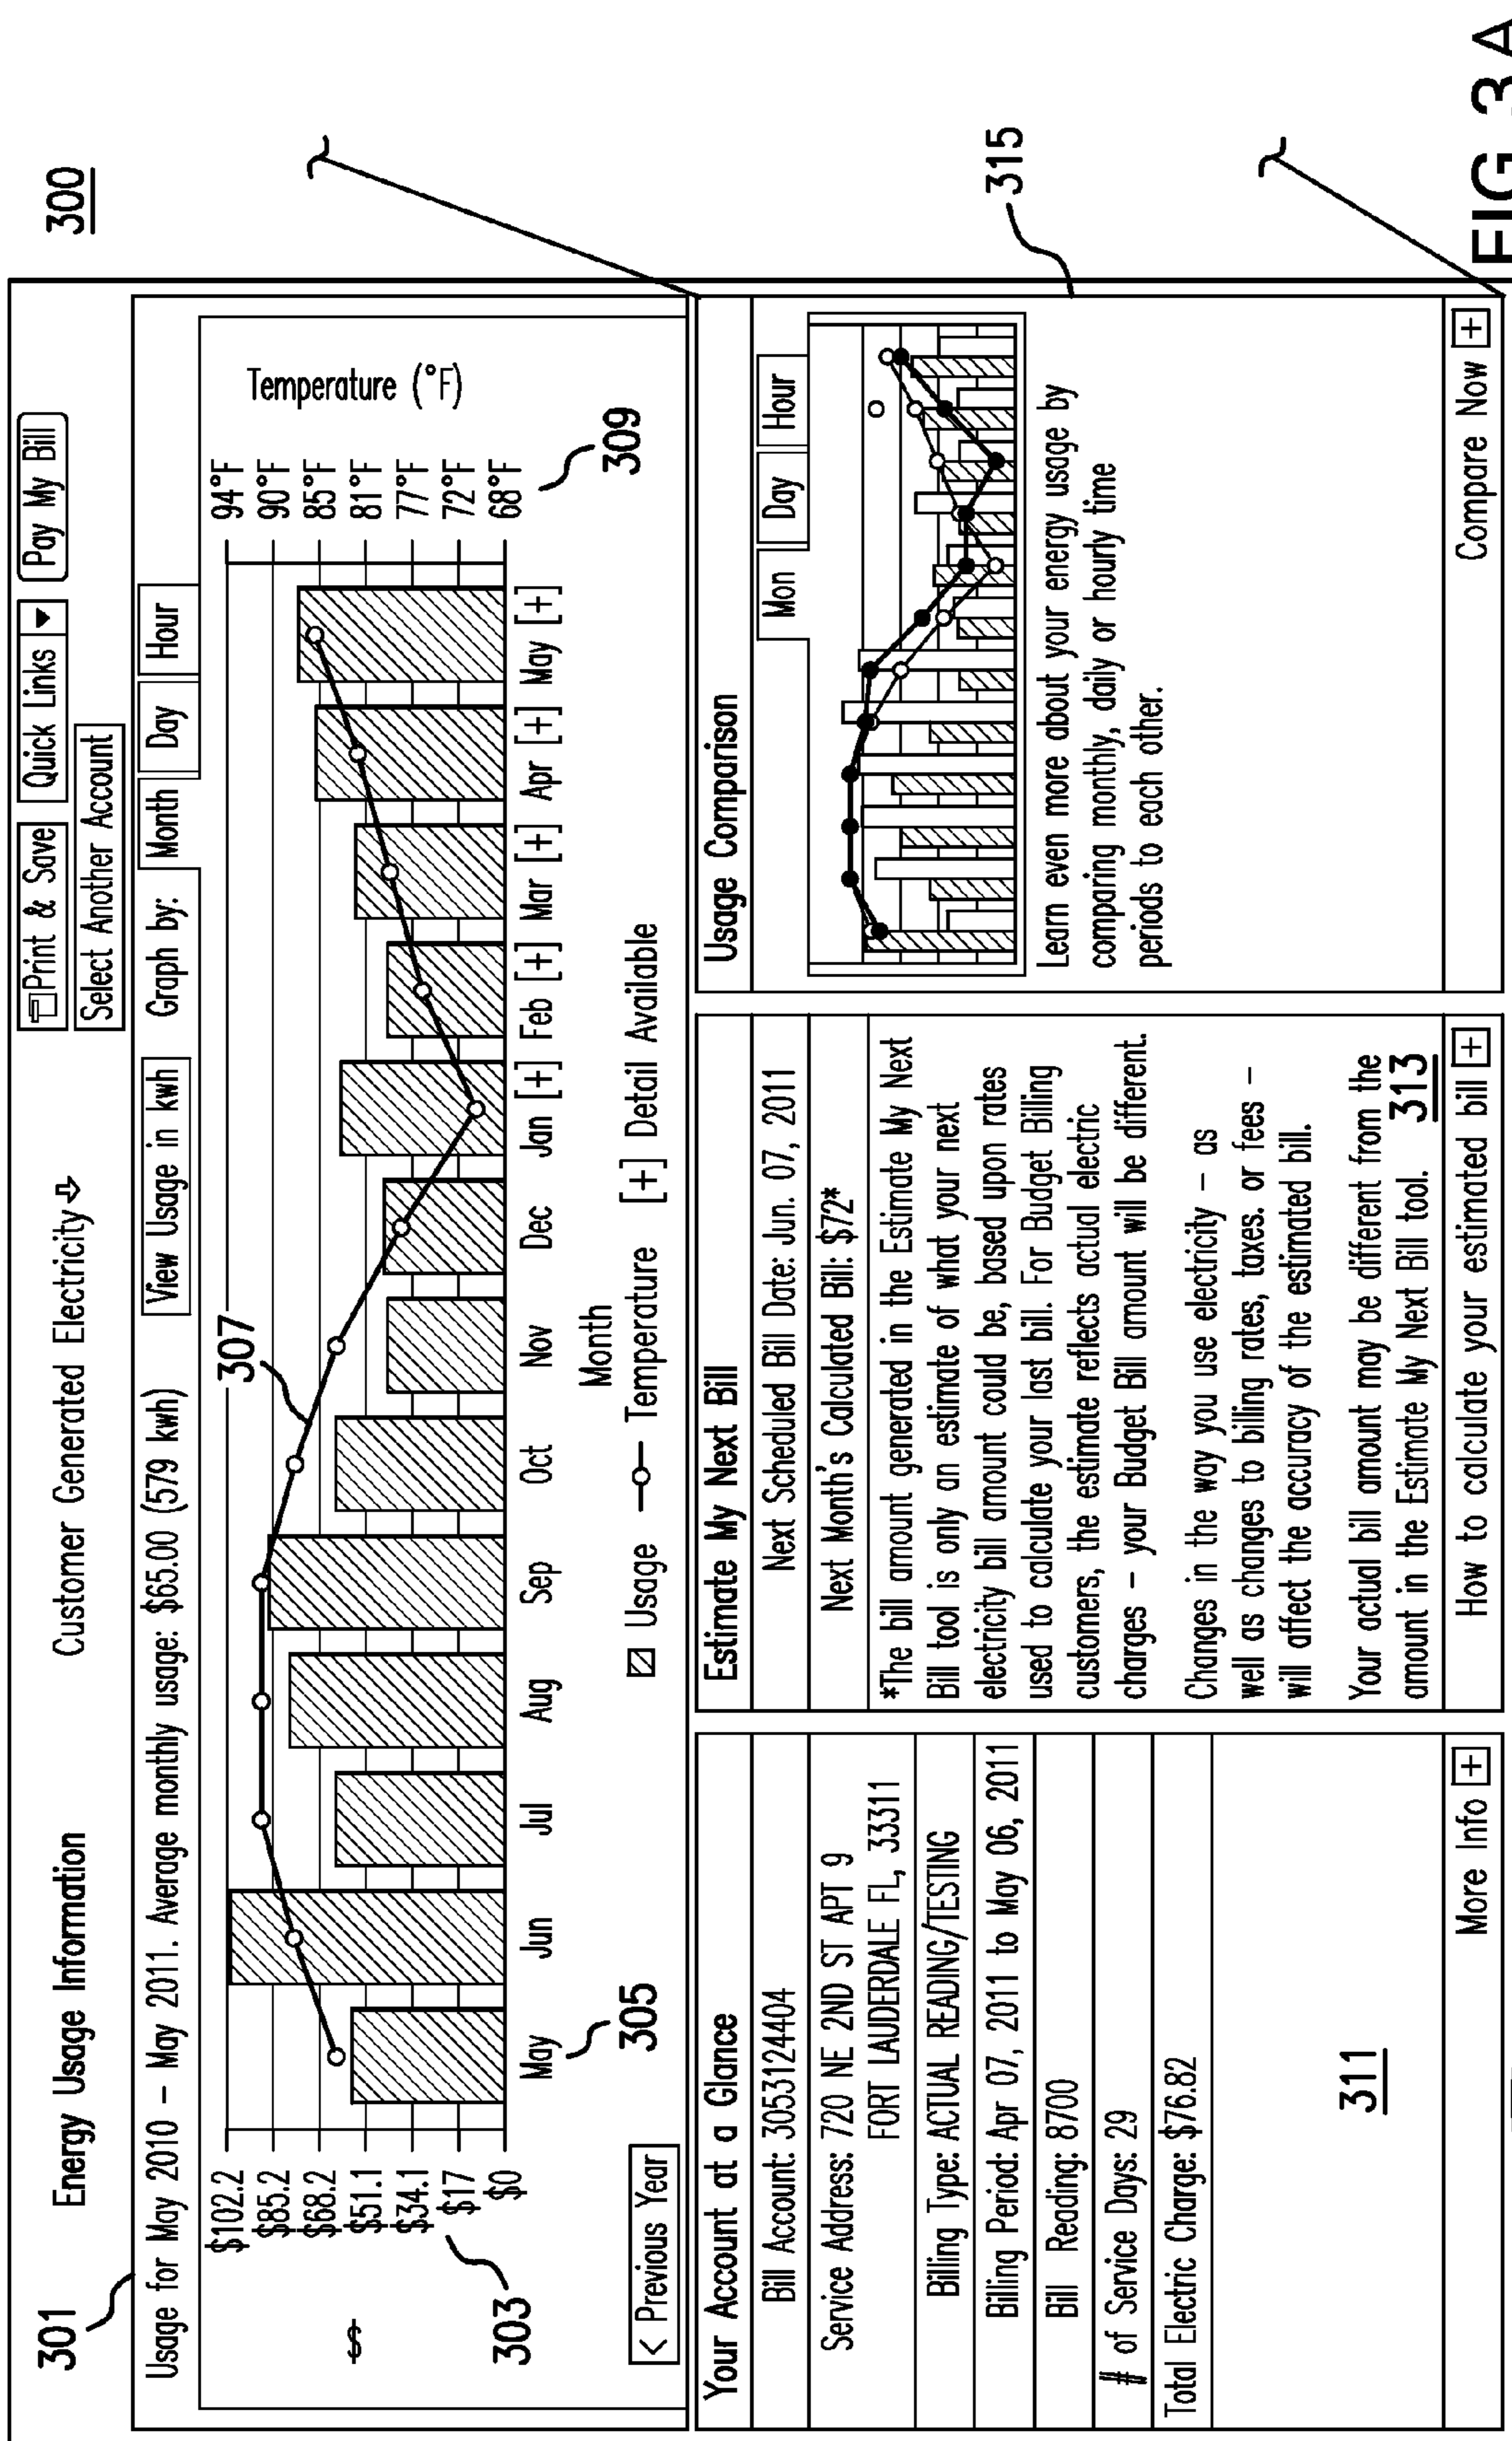 300
301
Energy Usage Information
Customer Generated Electricity
Print & Save
Quick Links
Pay My Bill
Select Another Account
Usage for May 2010 – May 2011. Average monthly usage: $65.00 (579 kwh)
View Usage in kwh
Graph by:
Month
Day
Hour
307
$
$102.2
$85.2
$68.2
$51.1
$34.1
$17
$0
303
94°F
90°F
85°F
81°F
77°F
72°F
68°F
Temperature (°F)
309
May
Jun
Jul
Aug
Sep
Oct
Nov
Dec
Jan [+]
Feb [+]
Mar [+]
Apr [+]
May [+]
305
Month
< Previous Year
Usage
Temperature
[+] Detail Available
Your Account at a Glance
Bill Account: 3053124404
Service Address: 720 NE 2ND ST APT 9
FORT LAUDERDALE FL, 33311
Billing Type: ACTUAL READING/TESTING
Billing Period: Apr 07, 2011 to May 06, 2011
Bill Reading: 8700
# of Service Days: 29
Total Electric Charge: $76.82
311
More Info [+]
Estimate My Next Bill
Next Scheduled Bill Date: Jun. 07, 2011
Next Month's Calculated Bill: $72*
*The bill amount generated in the Estimate My Next
Bill tool is only an estimate of what your next
electricity bill amount could be, based upon rates
used to calculate your last bill. For Budget Billing
customers, the estimate reflects actual electric
charges – your Budget Bill amount will be different.
Changes in the way you use electricity – as
well as changes to billing rates, taxes. or fees –
will affect the accuracy of the estimated bill.
Your actual bill amount may be different from the
amount in the Estimate My Next Bill tool.
313
How to calculate your estimated bill [+]
Usage Comparison
Mon
Day
Hour
315
Learn even more about your energy usage by
comparing monthly, daily or hourly time
periods to each other.
Compare Now [+]
FIG.3A